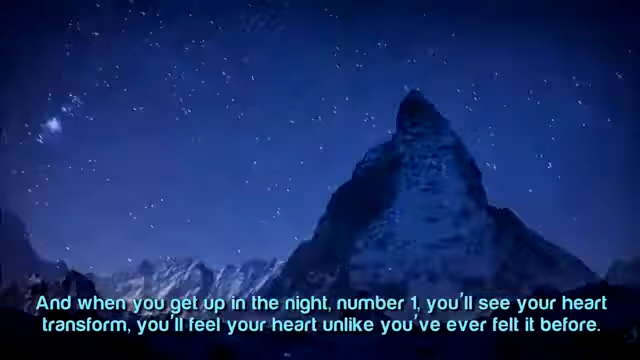 And when you get up in the night, number 1, you'll see your heart
transform, you'll feel your heart unlike you've ever felt it before.